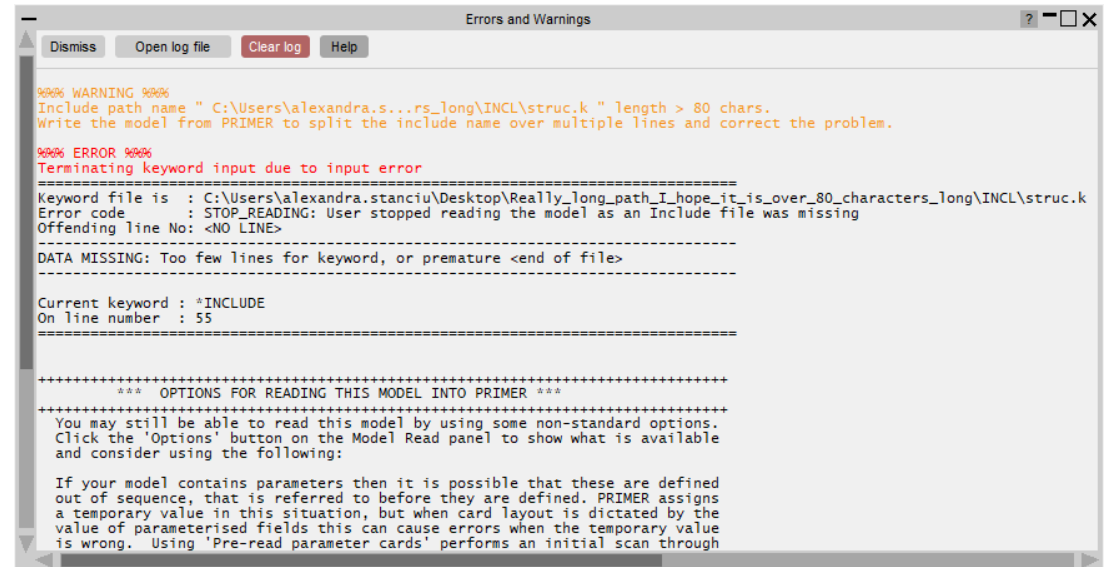 Errors and Warnings
?
Dismiss Open log file Clear log Help
%%% WARNING %%%
Include path name " C:\Users\alexandra.s...rs_long\INCL\struc.k " length > 80 chars.
Write the model from PRIMER to split the include name over multiple lines and correct the problem.
%%% ERROR %%%
Terminating keyword input due to input error
===============================================================================
Keyword file is : C:\Users\alexandra.stanciu\Desktop\Really_long_path_I_hope_it_is_over_80_characters_long\INCL\struc.k
Error code : STOP_READING: User stopped reading the model as an Include file was missing
Offending line No: <NO LINE>
-------------------------------------------------------------------------------
DATA MISSING: Too few lines for keyword, or premature <end of file>
-------------------------------------------------------------------------------
Current keyword : *INCLUDE
On line number : 55
===============================================================================
++++++++++++++++++++++++++++++++++++++++++++++++++++++++++++++++++++++++++++++
*** OPTIONS FOR READING THIS MODEL INTO PRIMER ***
++++++++++++++++++++++++++++++++++++++++++++++++++++++++++++++++++++++++++++++
You may still be able to read this model by using some non-standard options.
Click the 'Options' button on the Model Read panel to show what is available
and consider using the following:
If your model contains parameters then it is possible that these are defined
out of sequence, that is referred to before they are defined. PRIMER assigns
a temporary value in this situation, but when card layout is dictated by the
value of parameterised fields this can cause errors when the temporary value
is wrong. Using 'Pre-read parameter cards' performs an initial scan through